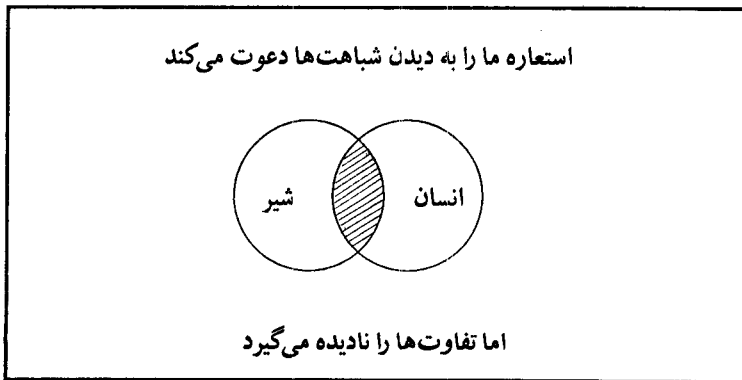 استعاره ما را به دیدن شباهت‌ها دعوت می‌کند
انسان
شیر
اما تفاوت‌ها را نادیده می‌گیرد